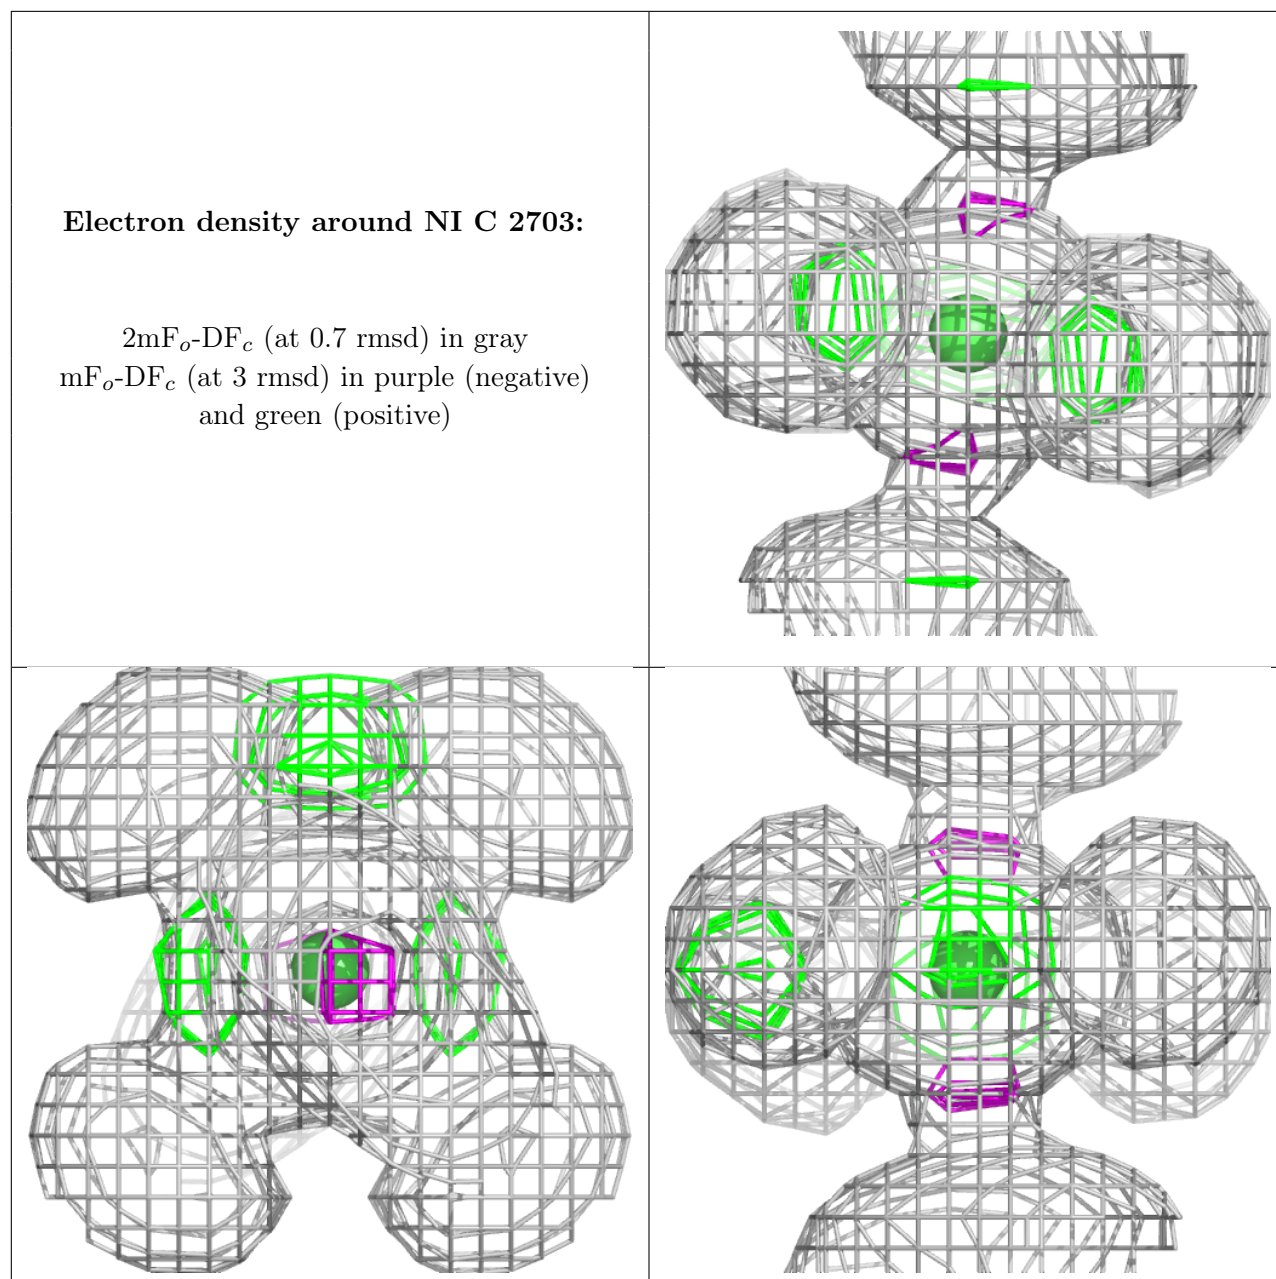 Electron density around NI C 2703:
2mFo-DFc (at 0.7 rmsd) in gray
mFo-DFc (at 3 rmsd) in purple (negative)
and green (positive)